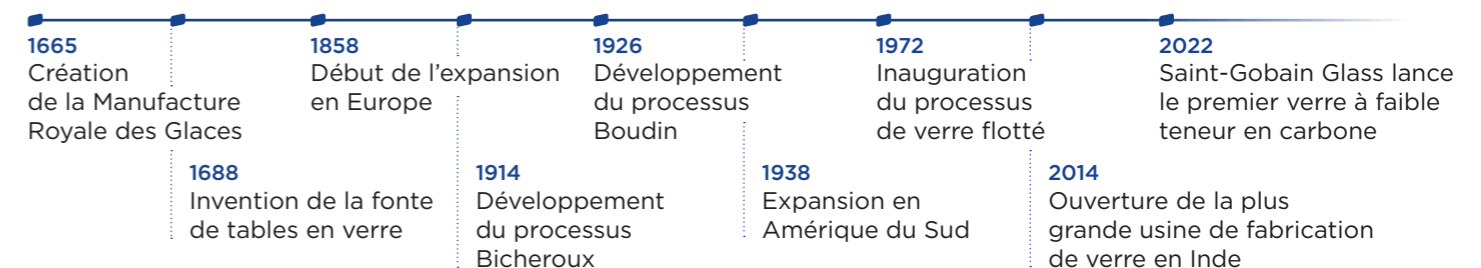 1665
Création
de la Manufacture
Royale des Glaces
1688
Invention de la fonte
de tables en verre
1858
Début de l'expansion
en Europe
1914
Développement
du processus
Bicheroux
1926
Développement
du processus
Boudin
1938
Expansion en
Amérique du Sud
1972
Inauguration
du processus
de verre flotté
2014
Ouverture de la plus
grande usine de fabrication
de verre en Inde
2022
Saint-Gobain Glass lance
le premier verre à faible
teneur en carbone